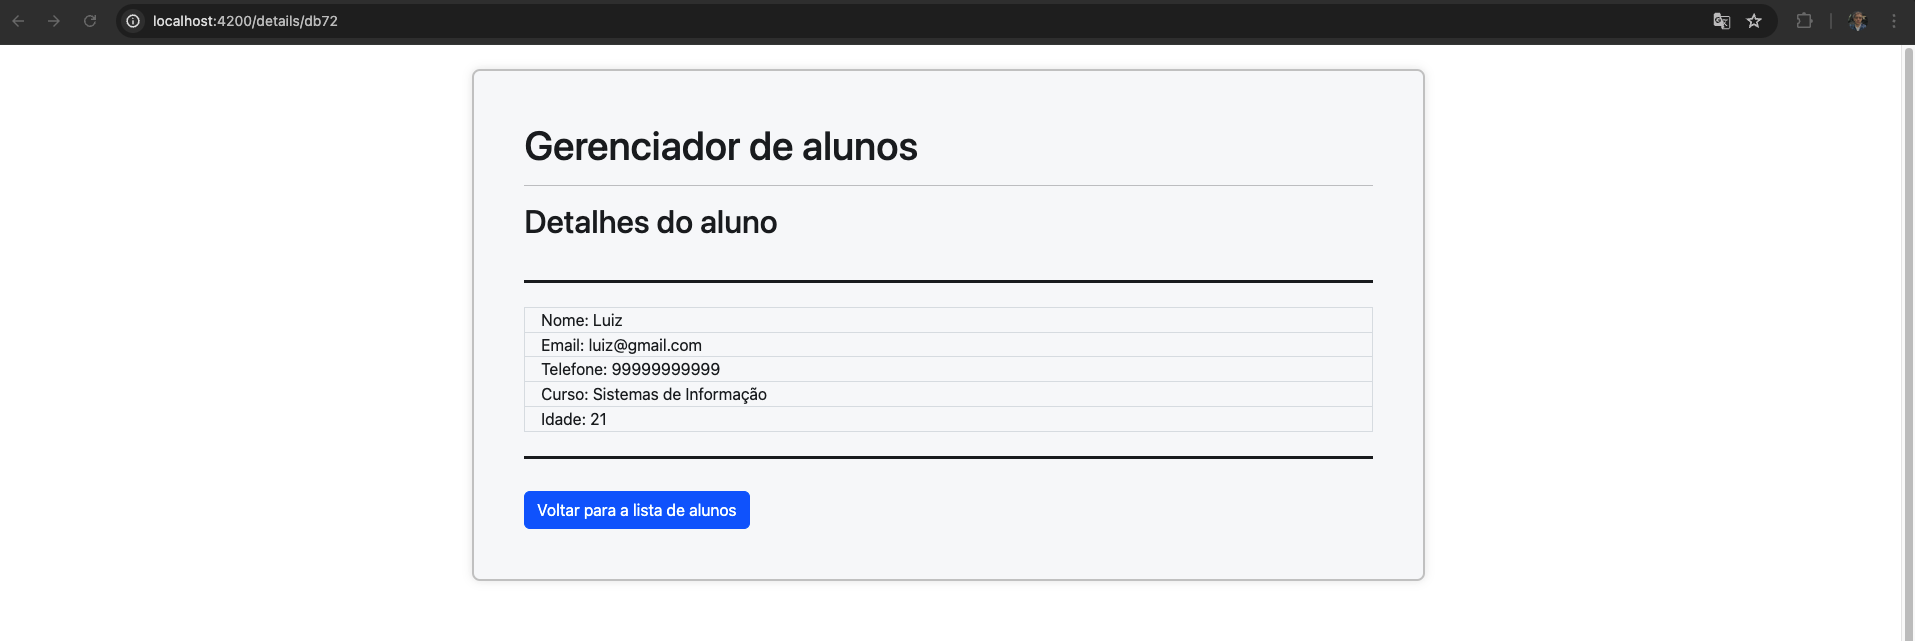 localhost:4200/details/db72
Gerenciador de alunos
Detalhes do aluno
Nome: Luiz
Email: luiz@gmail.com
Telefone: 99999999999
Curso: Sistemas de Informação
Idade: 21
Voltar para a lista de alunos